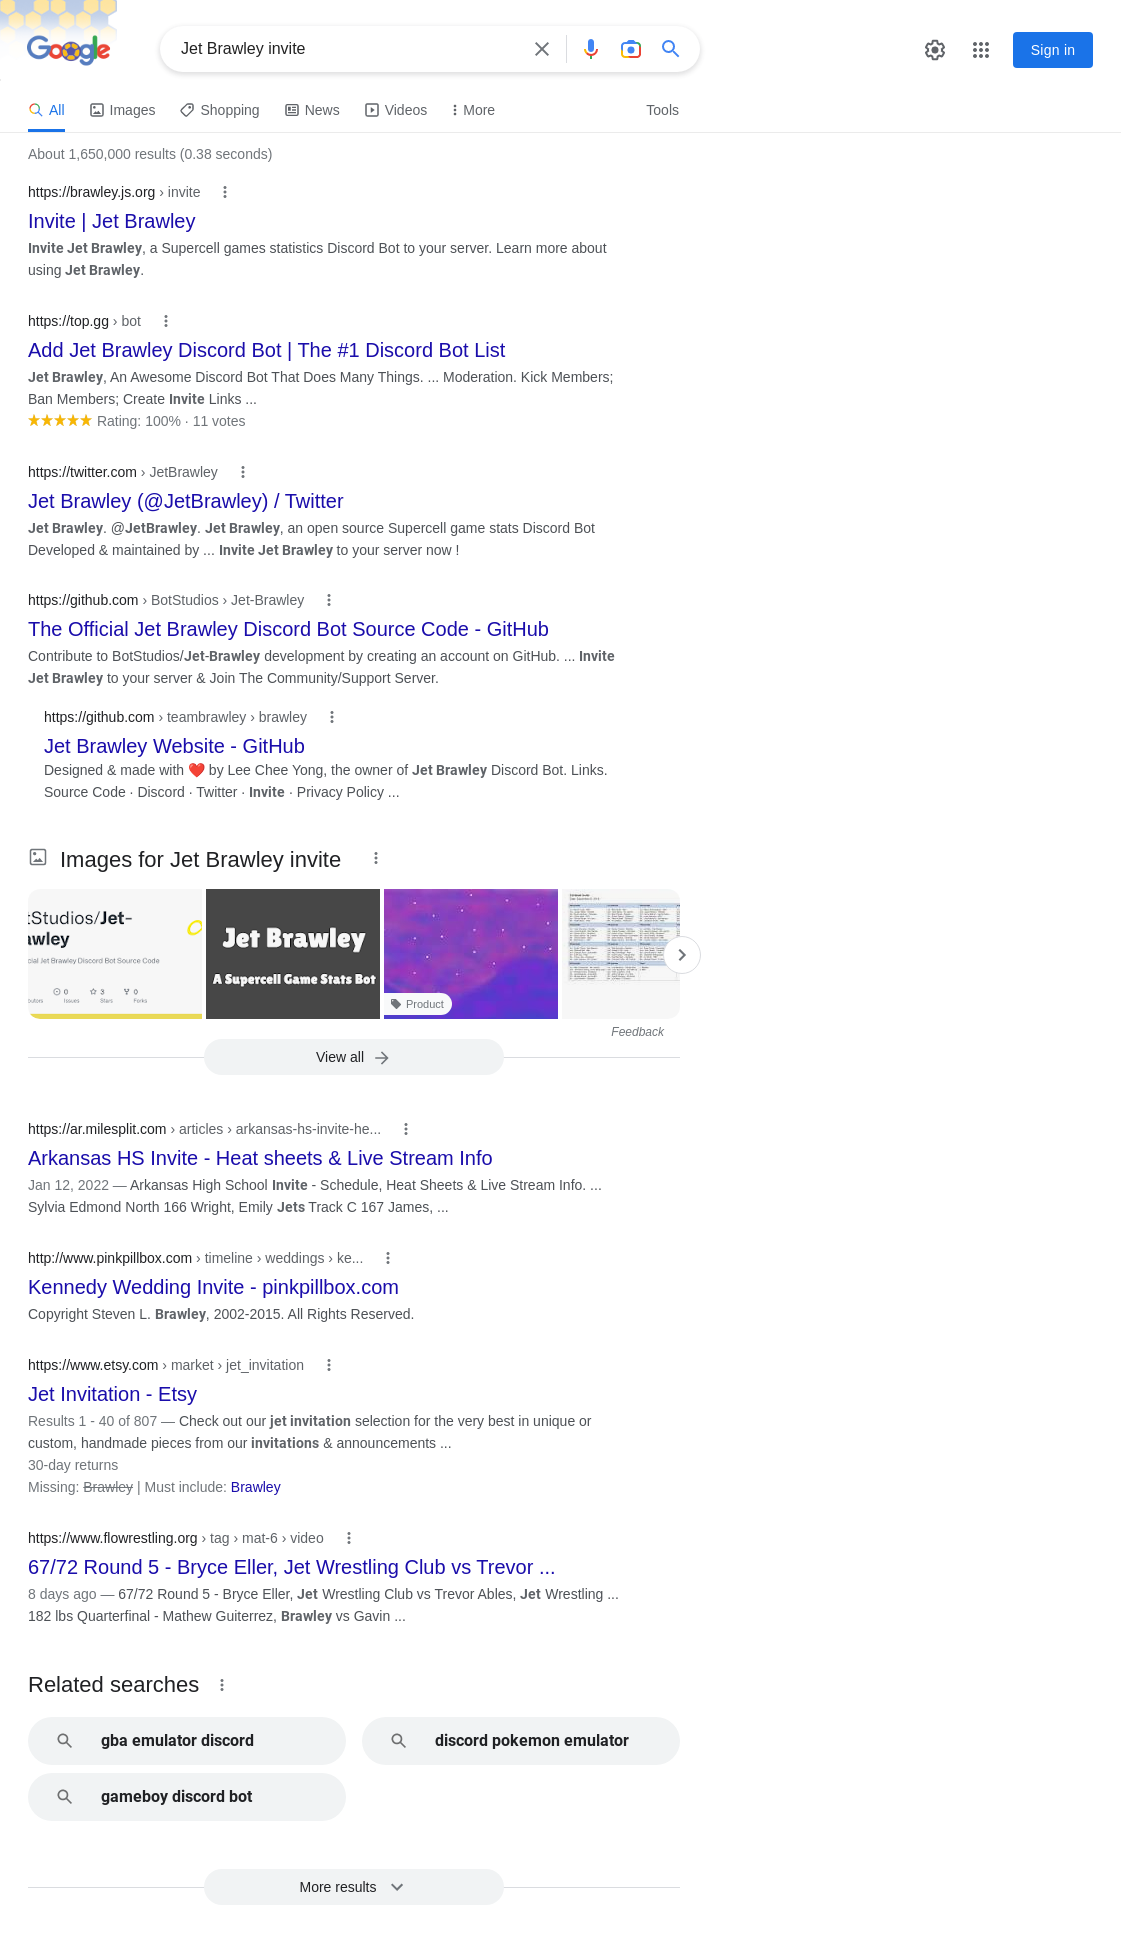 Google
Jet Brawley invite
Sign in
All
Images
Shopping
News
Videos
More
Tools
About 1,650,000 results (0.38 seconds)
https://brawley.js.org › invite
Invite | Jet Brawley
Invite Jet Brawley, a Supercell games statistics Discord Bot to your server. Learn more about
using Jet Brawley.
https://top.gg › bot
Add Jet Brawley Discord Bot | The #1 Discord Bot List
Jet Brawley, An Awesome Discord Bot That Does Many Things. ... Moderation. Kick Members;
Ban Members; Create Invite Links ...
Rating: 100% · 11 votes
https://twitter.com › JetBrawley
Jet Brawley (@JetBrawley) / Twitter
Jet Brawley. @JetBrawley. Jet Brawley, an open source Supercell game stats Discord Bot
Developed & maintained by ... Invite Jet Brawley to your server now !
https://github.com › BotStudios › Jet-Brawley
The Official Jet Brawley Discord Bot Source Code - GitHub
Contribute to BotStudios/Jet-Brawley development by creating an account on GitHub. ... Invite
Jet Brawley to your server & Join The Community/Support Server.
https://github.com › teambrawley › brawley
Jet Brawley Website - GitHub
Designed & made with ❤️ by Lee Chee Yong, the owner of Jet Brawley Discord Bot. Links.
Source Code · Discord · Twitter · Invite · Privacy Policy ...
Images for Jet Brawley invite
tStudios/Jet-
awley
cial Jet Brawley Discord Bot Source Code
0 3 0
butors Issues Stars Forks
Jet Brawley
A Supercell Game Stats Bot
Product
Feedback
View all
https://ar.milesplit.com › articles › arkansas-hs-invite-he...
Arkansas HS Invite - Heat sheets & Live Stream Info
Jan 12, 2022 — Arkansas High School Invite - Schedule, Heat Sheets & Live Stream Info. ...
Sylvia Edmond North 166 Wright, Emily Jets Track C 167 James, ...
http://www.pinkpillbox.com › timeline › weddings › ke...
Kennedy Wedding Invite - pinkpillbox.com
Copyright Steven L. Brawley, 2002-2015. All Rights Reserved.
https://www.etsy.com › market › jet_invitation
Jet Invitation - Etsy
Results 1 - 40 of 807 — Check out our jet invitation selection for the very best in unique or
custom, handmade pieces from our invitations & announcements ...
30-day returns
Missing: Brawley | Must include: Brawley
https://www.flowrestling.org › tag › mat-6 › video
67/72 Round 5 - Bryce Eller, Jet Wrestling Club vs Trevor ...
8 days ago — 67/72 Round 5 - Bryce Eller, Jet Wrestling Club vs Trevor Ables, Jet Wrestling ...
182 lbs Quarterfinal - Mathew Guiterrez, Brawley vs Gavin ...
Related searches
gba emulator discord
discord pokemon emulator
gameboy discord bot
More results